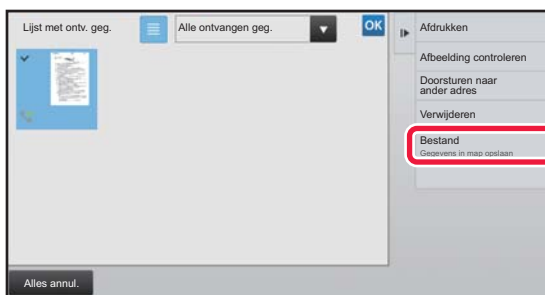 Lijst met ontv. geg.
Alle ontvangen geg.
OK
Afdrukken
Afbeelding controleren
Doorsturen naar
ander adres
Verwijderen
Bestand
Gegevens in map opslaan
Alles annul.